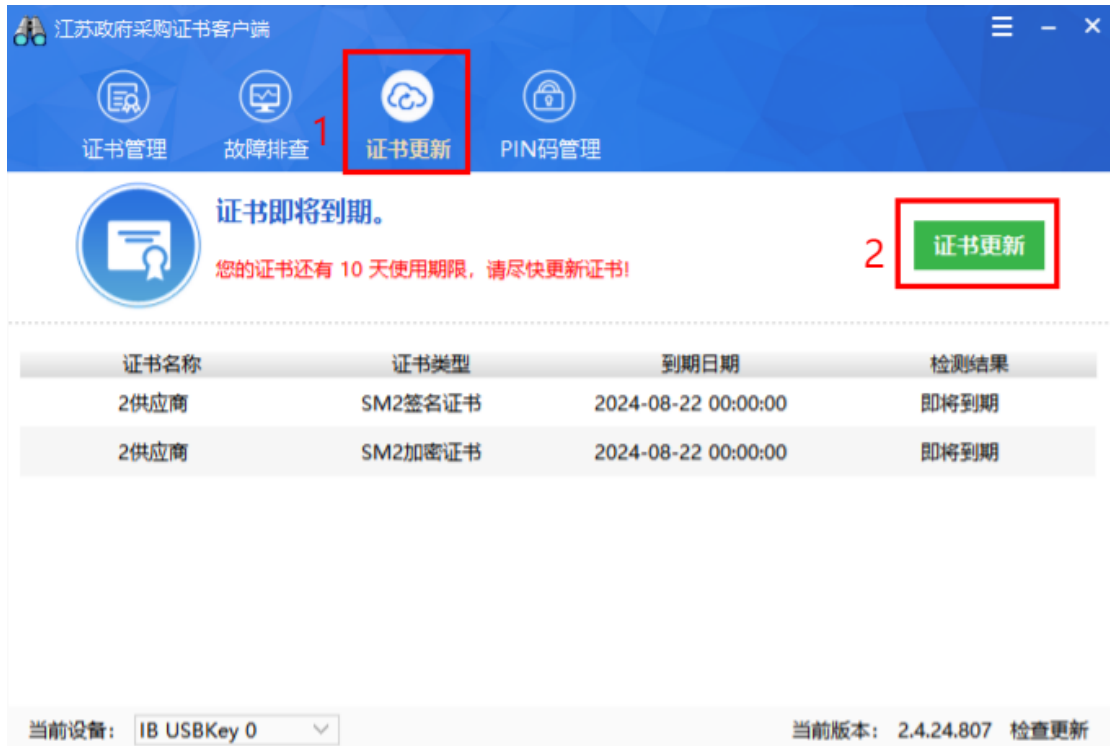 江苏政府采购证书客户端
证书管理 故障排查 1 证书更新 PIN码管理
证书即将到期。
您的证书还有 10 天使用期限，请尽快更新证书!
2 证书更新
证书名称 证书类型 到期日期 检测结果
2供应商 SM2签名证书 2024-08-22 00:00:00 即将到期
2供应商 SM2加密证书 2024-08-22 00:00:00 即将到期
当前设备： IB USBKey 0 当前版本： 2.4.24.807 检查更新